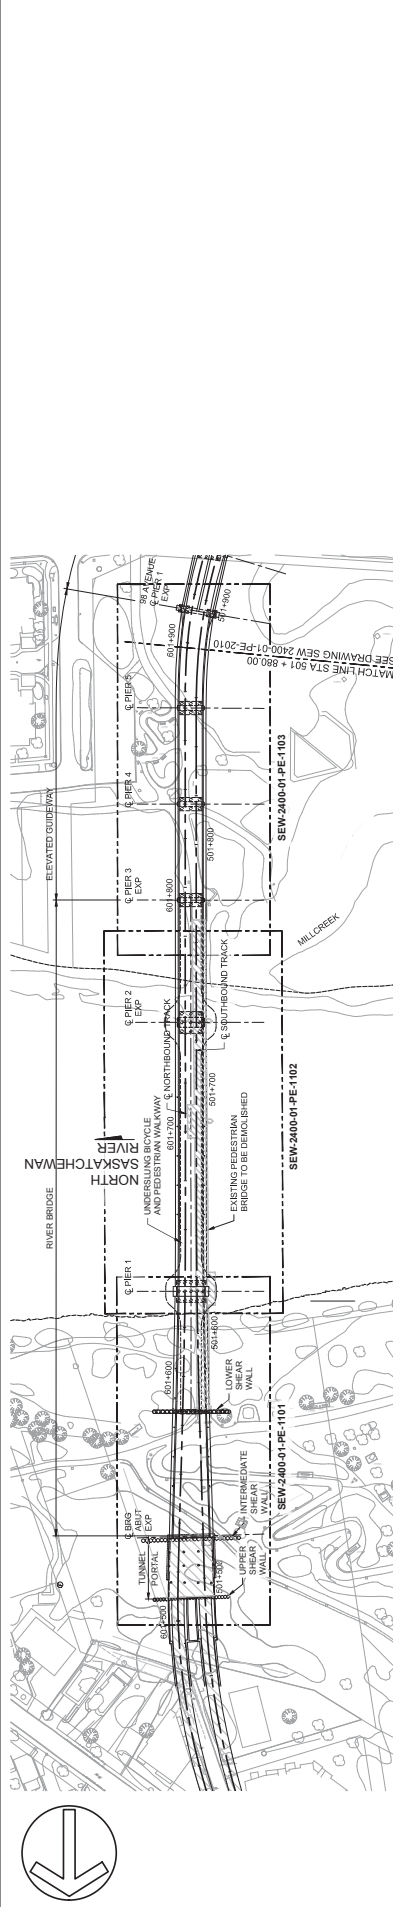 98 AVENUE
℄ PIER 1
EXP
501+900
601+900
MATCH LINE STA 501 + 880.00
SEE DRAWING SEW 2400-01-PE-2010
℄ PIER 5
SEW-2400-01-PE-1103
℄ PIER 4
ELEVATED GUIDEWAY
501+800
℄ PIER 3
EXP
601+800
MILLCREEK
℄ PIER 2
EXP
℄ NORTHBOUND TRACK
℄ SOUTHBOUND TRACK
501+700
601+700
SEW-2400-01-PE-1102
NORTH
SASKATCHEWAN
RIVER
UNDERSLUNG BICYCLE
AND PEDESTRIAN WALKWAY
EXISTING PEDESTRIAN
BRIDGE TO BE DEMOLISHED
RIVER BRIDGE
℄ PIER 1
501+600
601+600
LOWER
SHEAR
WALL
SEW-2400-01-PE-1101
INTERMEDIATE
SHEAR
WALL
℄ BRG
ABUT
EXP
TUNNEL
PORTAL
UPPER
SHEAR
WALL
501+500
601+500